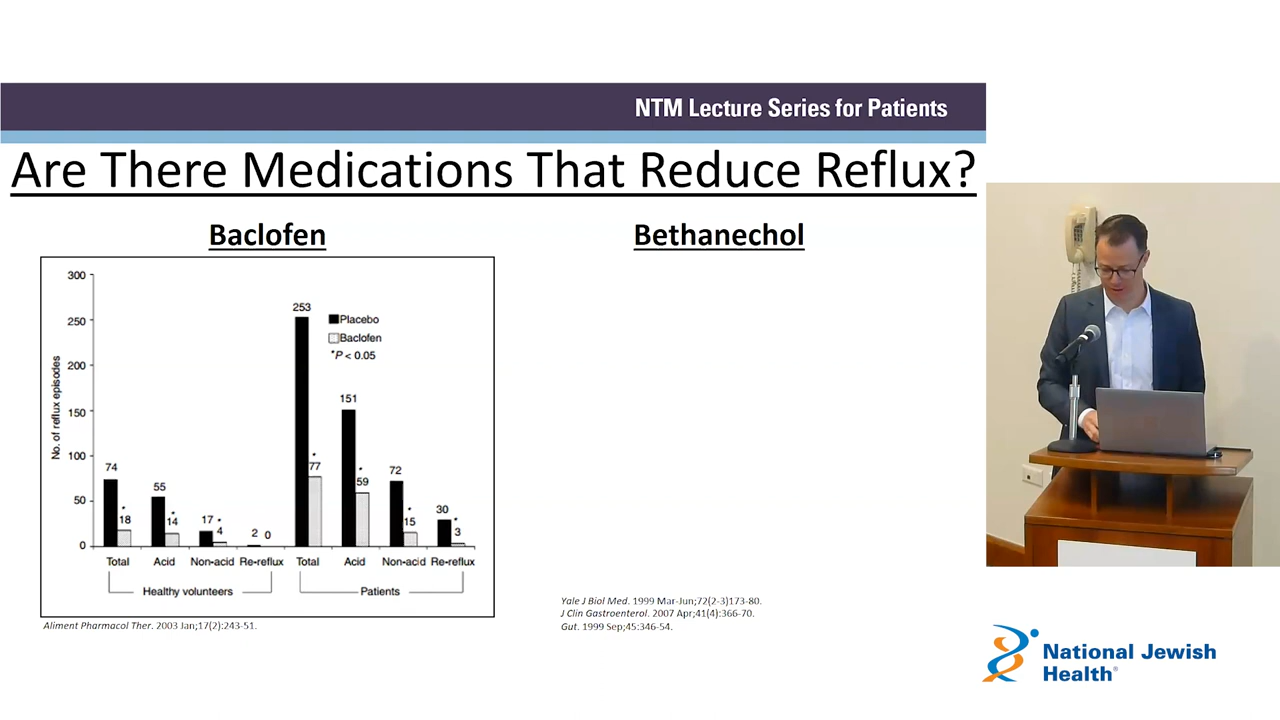 NTM Lecture Series for Patients
Are There Medications That Reduce Reflux?
Baclofen
Bethanechol
No. of reflux episodes
300
250
200
150
100
50
0
Placebo
Baclofen
*P < 0.05
74
*
18
55
*
14
17
*
4
2
0
253
*
77
151
*
59
72
*
15
30
*
3
Total Acid Non-acid Re-reflux Total Acid Non-acid Re-reflux
Healthy volunteers Patients
Aliment Pharmacol Ther. 2003 Jan;17(2):243-51.
Yale J Biol Med. 1999 Mar-Jun;72(2-3)173-80.
J Clin Gastroenterol. 2007 Apr;41(4):366-70.
Gut. 1999 Sep;45:346-54.
National Jewish
Health®